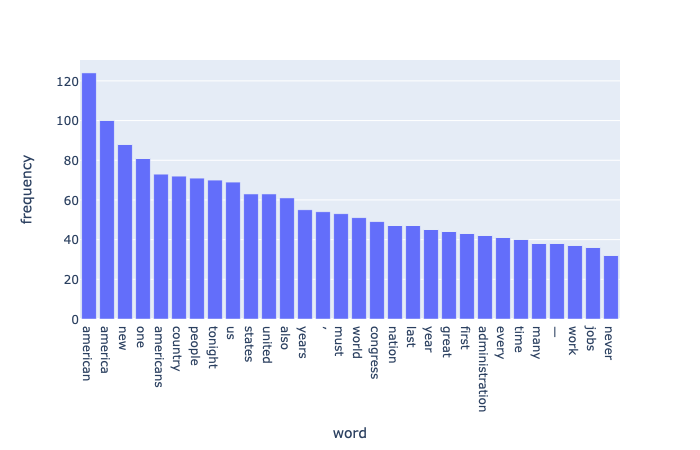 frequency
120
100
80
60
40
20
0
american
america
new
one
americans
country
people
tonight
us
states
united
also
years
,
must
world
congress
nation
last
year
great
first
administration
every
time
many
—
work
jobs
never
word